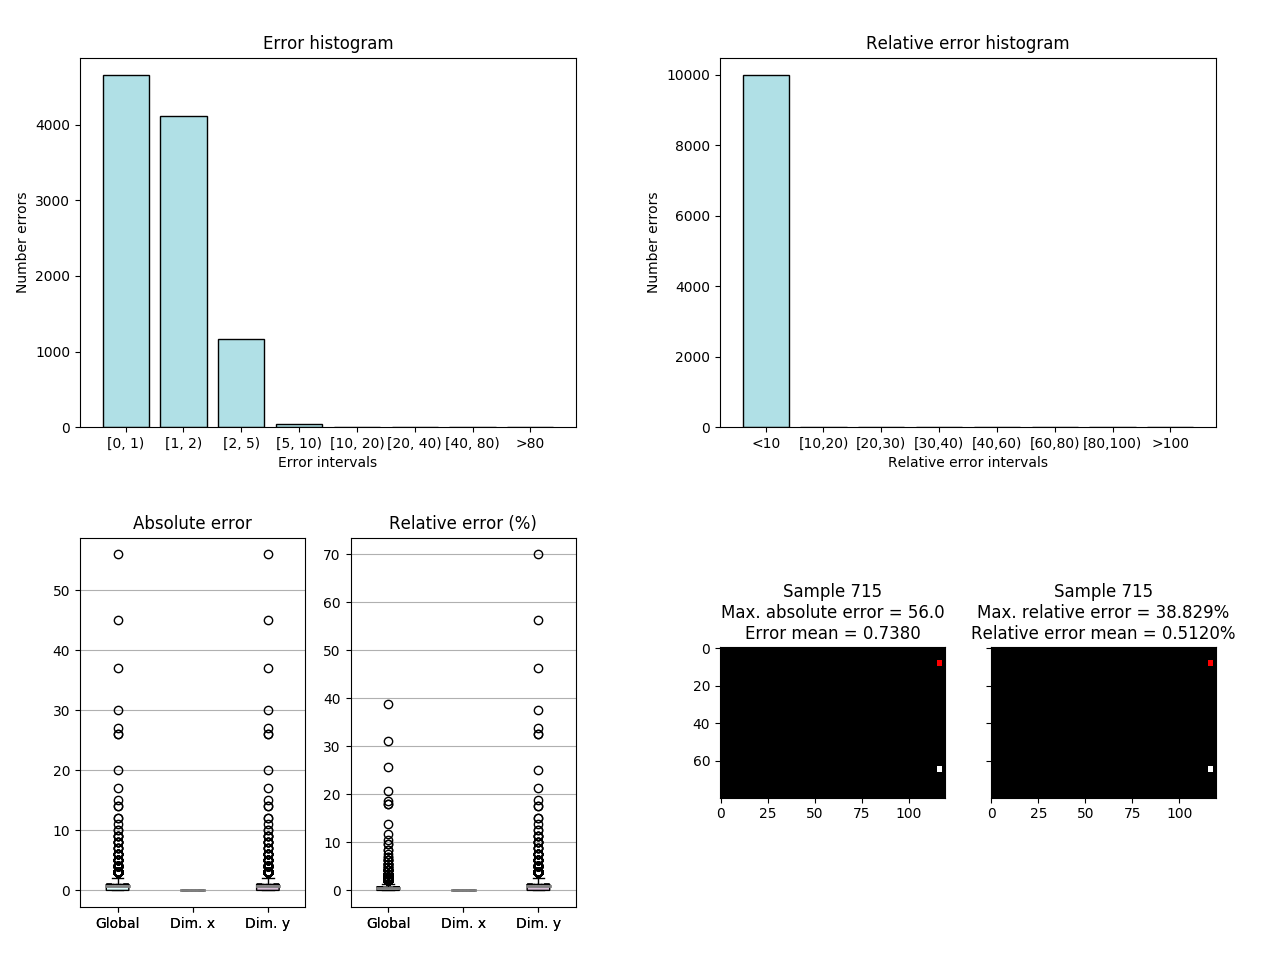 Error histogram
Number errors
4000
3000
2000
1000
0
[0, 1) [1, 2) [2, 5) [5, 10) [10, 20) [20, 40) [40, 80) >80
Error intervals
Relative error histogram
Number errors
10000
8000
6000
4000
2000
0
<10 [10,20) [20,30) [30,40) [40,60) [60,80) [80,100) >100
Relative error intervals
Absolute error
50
40
30
20
10
0
Global Dim. x Dim. y
Relative error (%)
70
60
50
40
30
20
10
0
Global Dim. x Dim. y
Sample 715
Max. absolute error = 56.0
Error mean = 0.7380
0
20
40
60
0 25 50 75 100
Sample 715
Max. relative error = 38.829%
Relative error mean = 0.5120%
0 25 50 75 100